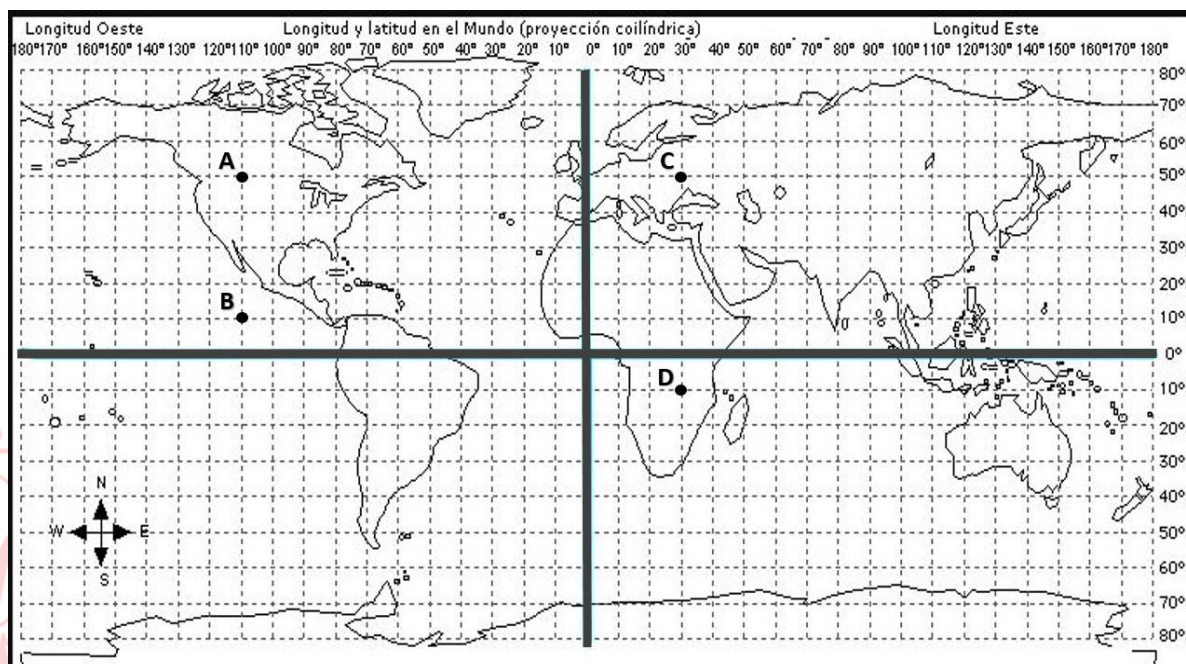 Longitud Oeste Longitud y latitud en el Mundo (proyección coilíndrica) Longitud Este
180° 170° 160° 150° 140° 130° 120° 110° 100° 90° 80° 70° 60° 50° 40° 30° 20° 10° 0° 10° 20° 30° 40° 50° 60° 70° 80° 90° 100° 110° 120° 130° 140° 150° 160° 170° 180°
80°
70°
60°
A C 50°
40°
30°
20°
B 10°
0°
D 10°
20°
30°
N 40°
W E 50°
S 60°
70°
80°